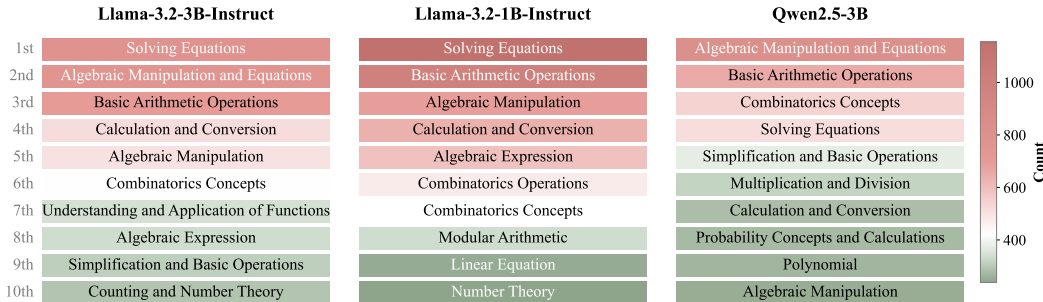 Llama-3.2-3B-Instruct Llama-3.2-1B-Instruct Qwen2.5-3B
1st Solving Equations Solving Equations Algebraic Manipulation and Equations
2nd Algebraic Manipulation and Equations Basic Arithmetic Operations Basic Arithmetic Operations
3rd Basic Arithmetic Operations Algebraic Manipulation Combinatorics Concepts
4th Calculation and Conversion Calculation and Conversion Solving Equations
5th Algebraic Manipulation Algebraic Expression Simplification and Basic Operations
6th Combinatorics Concepts Combinatorics Operations Multiplication and Division
7th Understanding and Application of Functions Combinatorics Concepts Calculation and Conversion
8th Algebraic Expression Modular Arithmetic Probability Concepts and Calculations
9th Simplification and Basic Operations Linear Equation Polynomial
10th Counting and Number Theory Number Theory Algebraic Manipulation
1000
800
600
400
Count